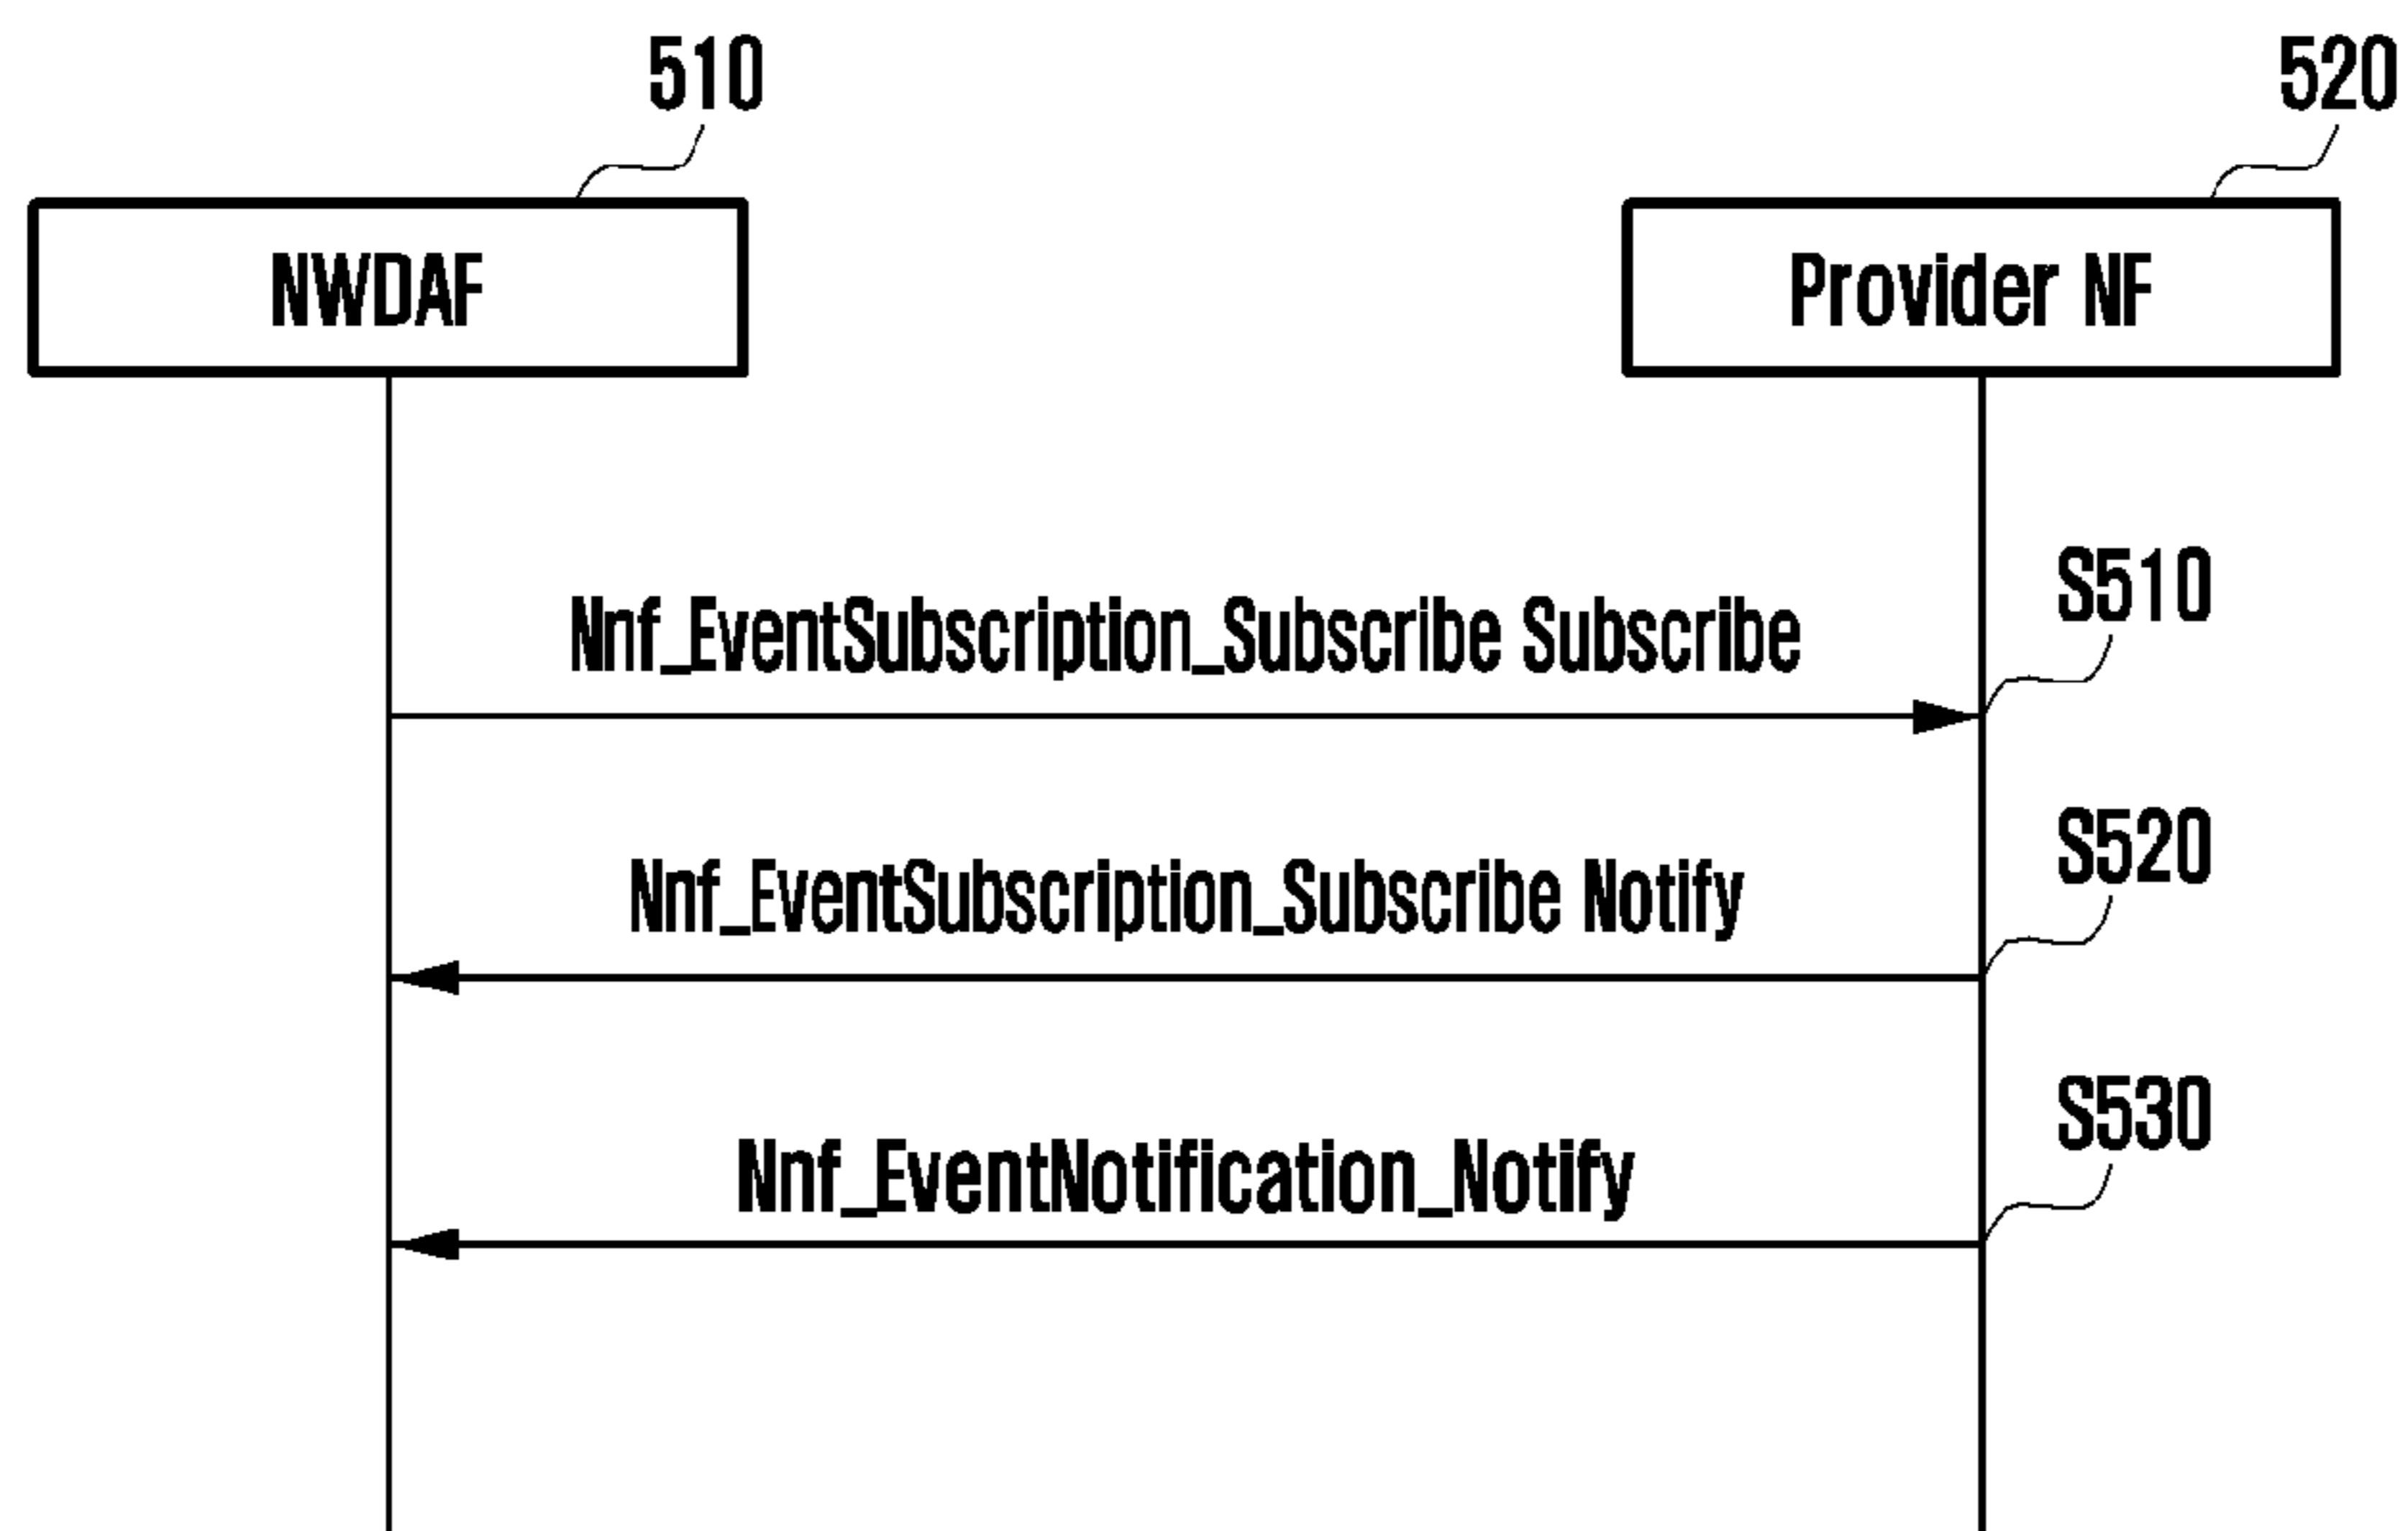 510
520
NWDAF
Provider NF
S510
Nnf_EventSubscription_Subscribe Subscribe
S520
Nnf_EventSubscription_Subscribe Notify
S530
Nnf_EventNotification_Notify